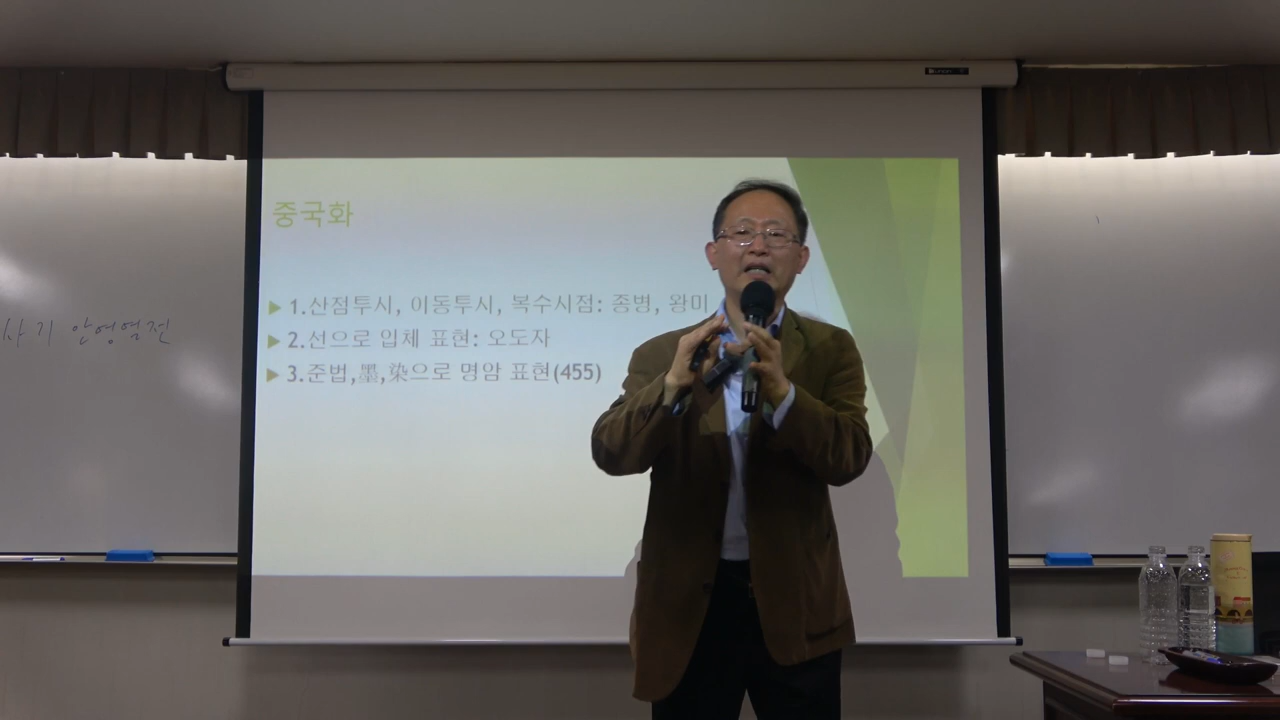 중국화
1.산점투시, 이동투시, 복수시점: 종병, 왕미
2.선으로 입체 표현: 오도자
3.준법,墨,染으로 명암 표현(455)
사기 안영열전